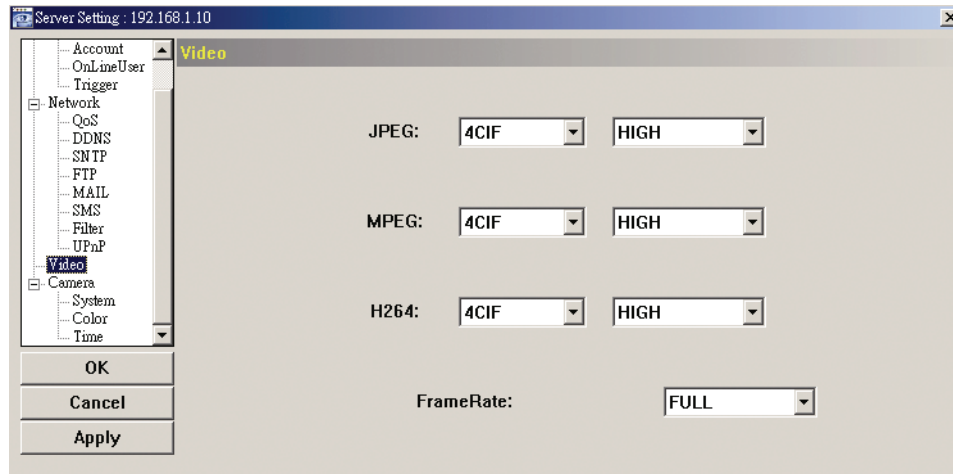 Server Setting : 192.168.1.10
Account
OnLineUser
Trigger
Network
QoS
DDNS
SNTP
FTP
MAIL
SMS
Filter
UPnP
Video
Camera
System
Color
Time
OK
Cancel
Apply
Video
JPEG: 4CIF HIGH
MPEG: 4CIF HIGH
H264: 4CIF HIGH
FrameRate: FULL